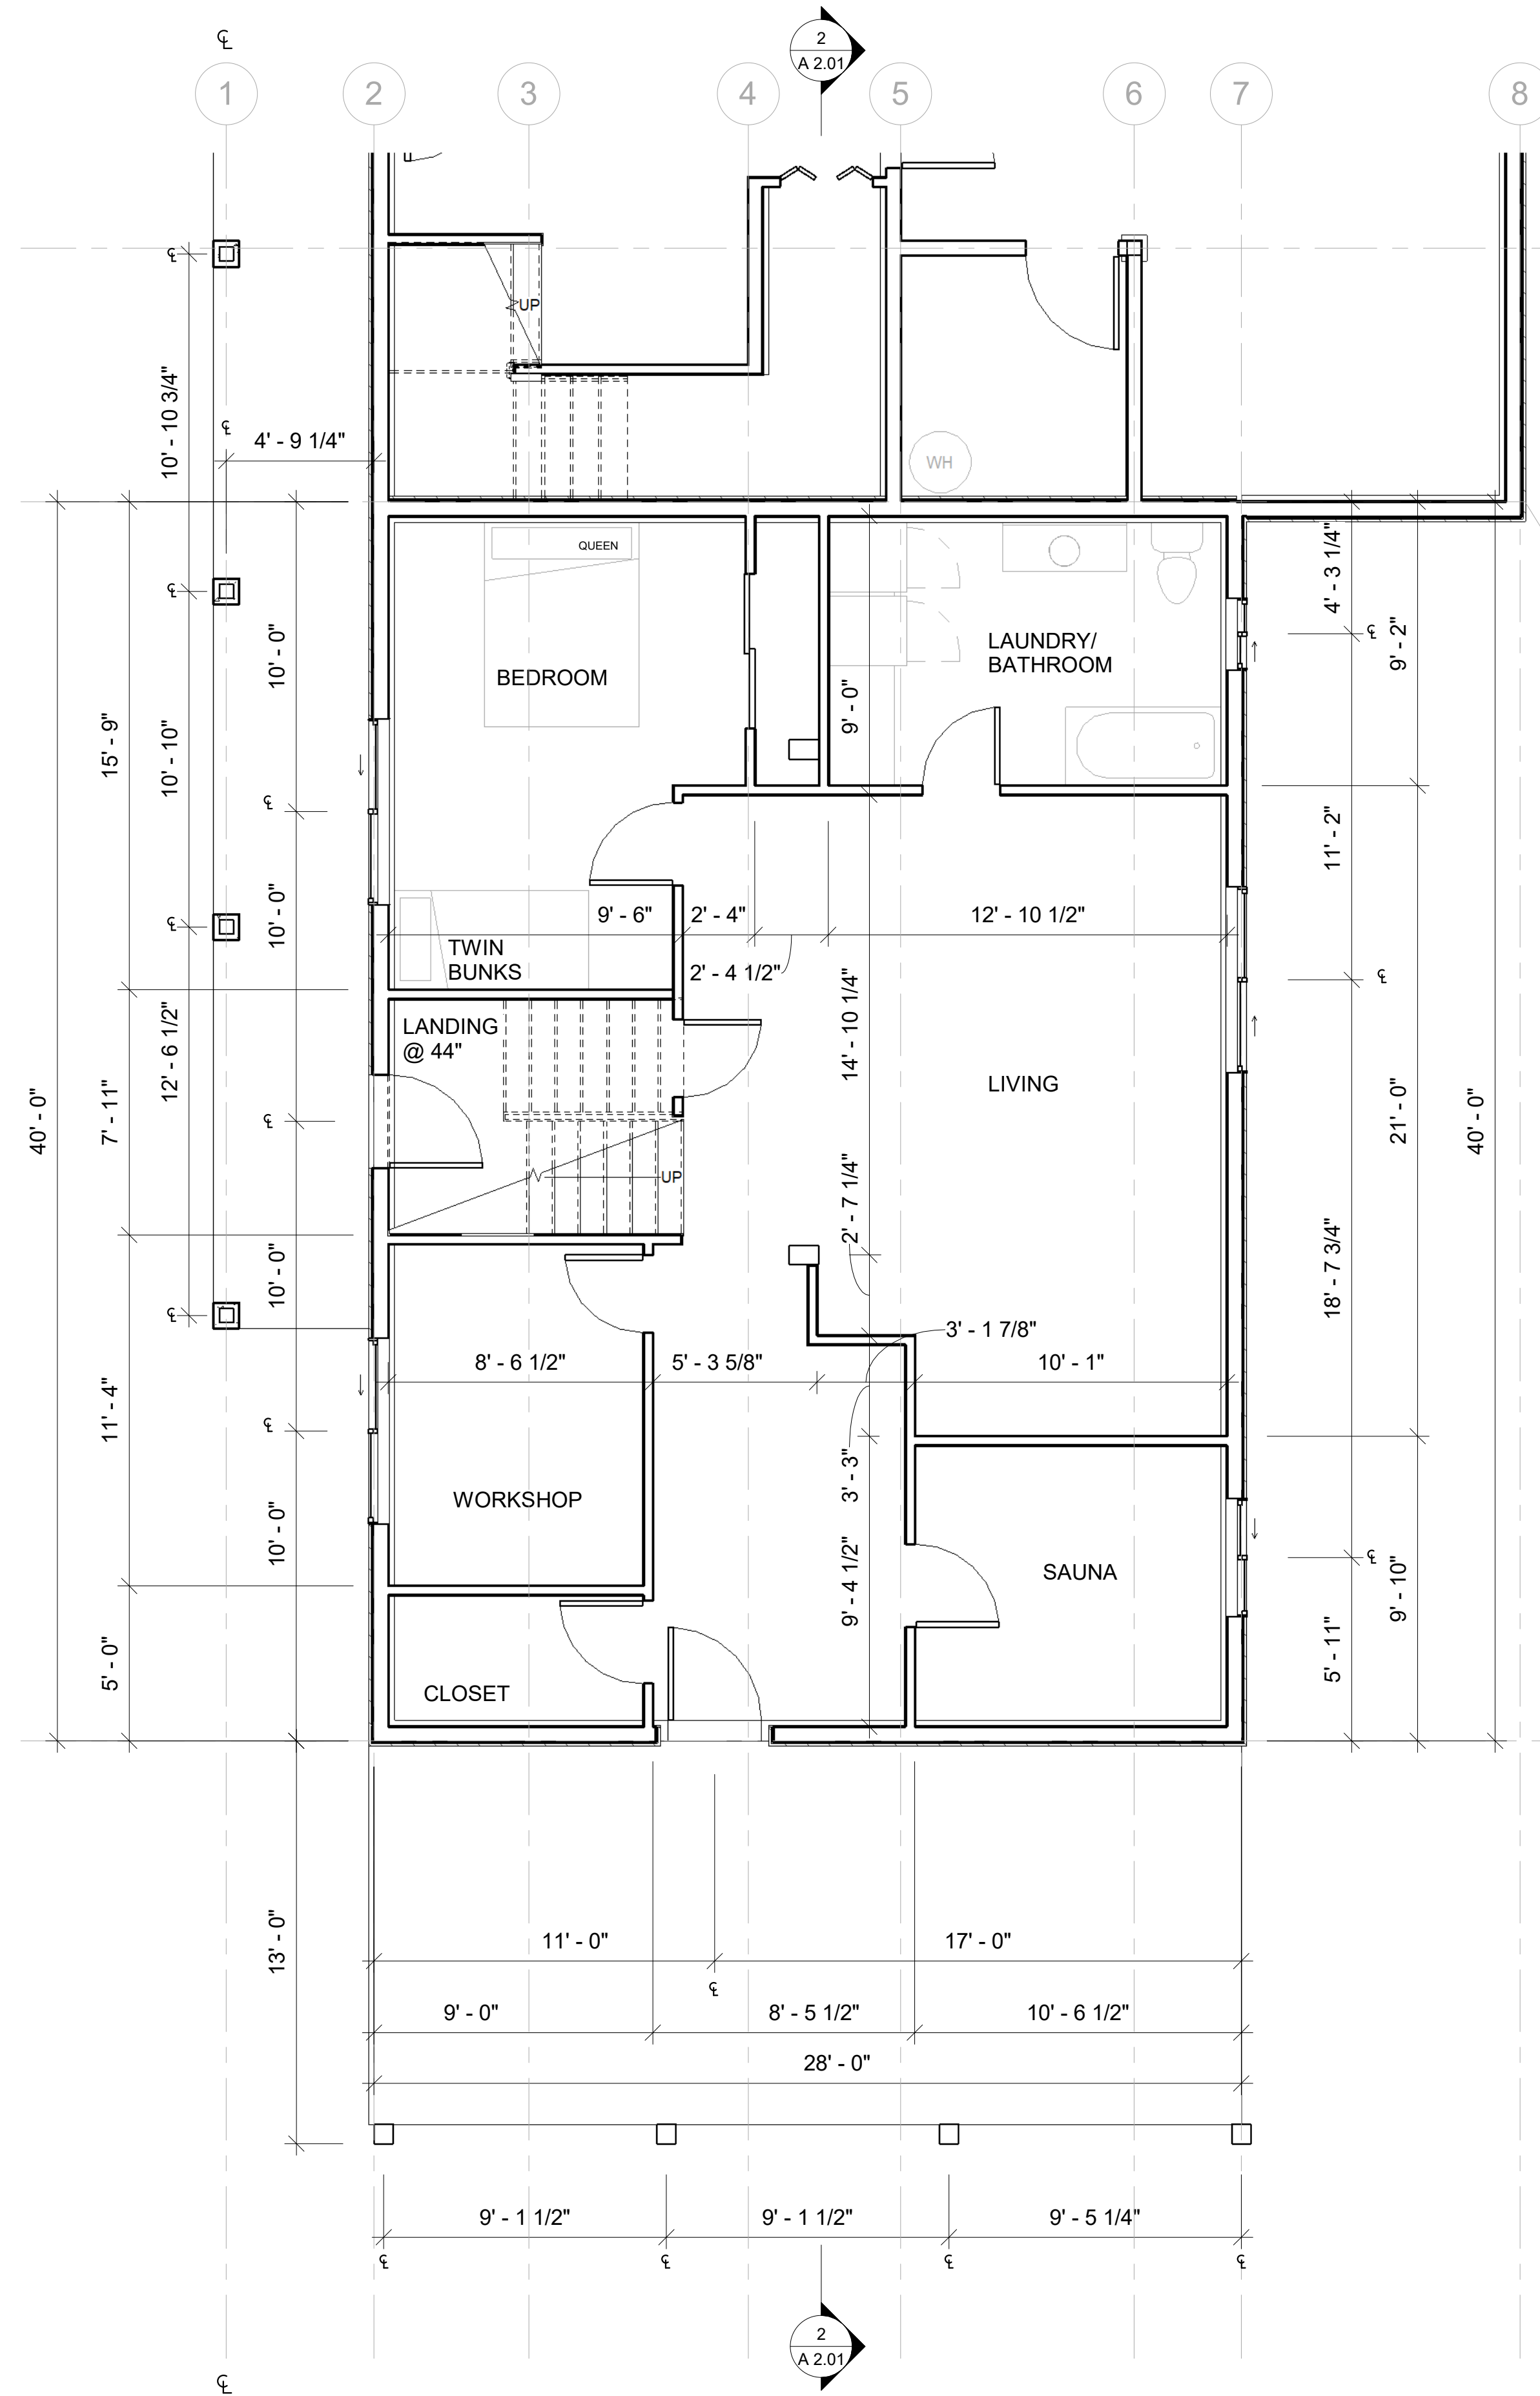 ℄
2
A 2.01
1
2
3
4
5
6
7
8
℄
UP
10' - 10 3/4"
℄
4' - 9 1/4"
WH
QUEEN
4' - 3 1/4"
℄
10' - 0"
BEDROOM
LAUNDRY/
BATHROOM
℄
9' - 2"
9' - 0"
15' - 9"
10' - 10"
℄
11' - 2"
10' - 0"
9' - 6"
2' - 4"
12' - 10 1/2"
℄
TWIN
BUNKS
2' - 4 1/2"
℄
14' - 10 1/4"
LANDING
@ 44"
12' - 6 1/2"
LIVING
40' - 0"
7' - 11"
℄
21' - 0"
40' - 0"
UP
2' - 7 1/4"
10' - 0"
18' - 7 3/4"
℄
3' - 1 7/8"
8' - 6 1/2"
5' - 3 5/8"
10' - 1"
11' - 4"
℄
3' - 3"
WORKSHOP
10' - 0"
℄
SAUNA
9' - 4 1/2"
9' - 10"
5' - 0"
5' - 11"
CLOSET
13' - 0"
11' - 0"
17' - 0"
℄
9' - 0"
8' - 5 1/2"
10' - 6 1/2"
28' - 0"
9' - 1 1/2"
9' - 1 1/2"
9' - 5 1/4"
℄
℄
℄
℄
2
A 2.01
℄